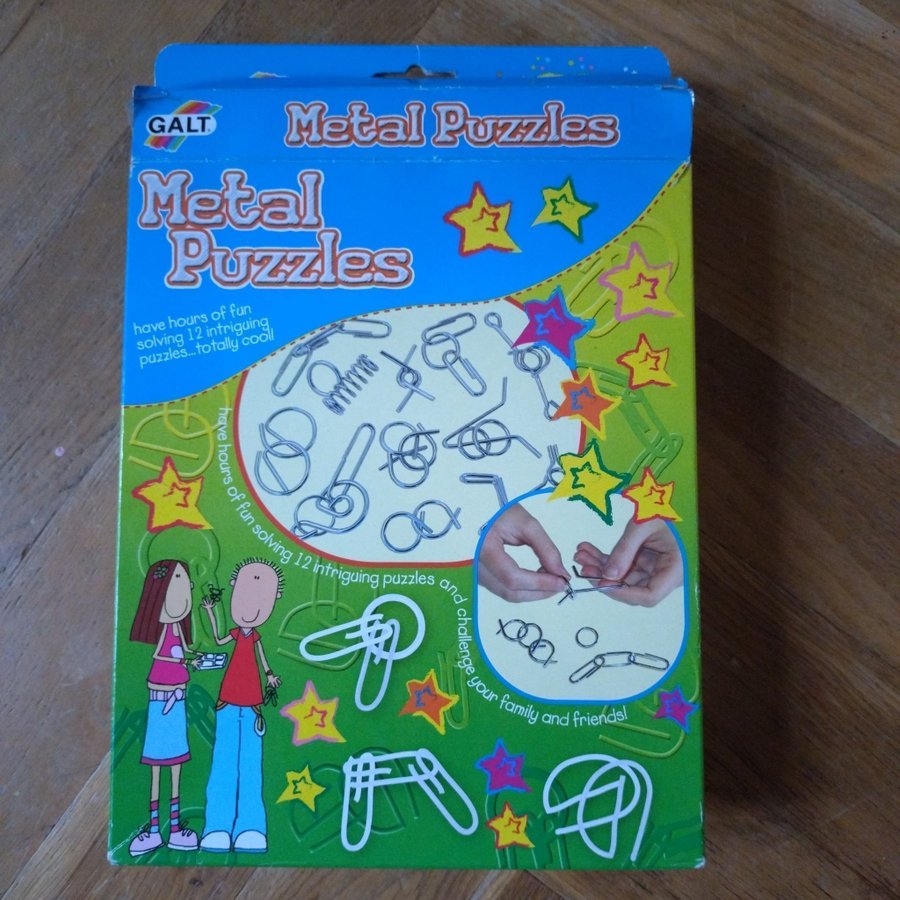 GALT
Metal Puzzles
Metal
Puzzles
have hours of fun
solving 12 intriguing
puzzles...totally cool!
have hours of fun solving 12 intriguing puzzles and challenge your family and friends!